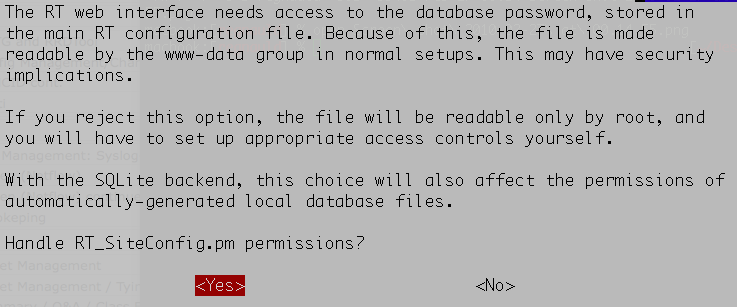 The RT web interface needs access to the database password, stored in
the main RT configuration file. Because of this, the file is made
readable by the www-data group in normal setups. This may have security
implications.
If you reject this option, the file will be readable only by root, and
you will have to set up appropriate access controls yourself.
With the SQLite backend, this choice will also affect the permissions of
automatically-generated local database files.
Handle RT_SiteConfig.pm permissions?
<Yes> <No>